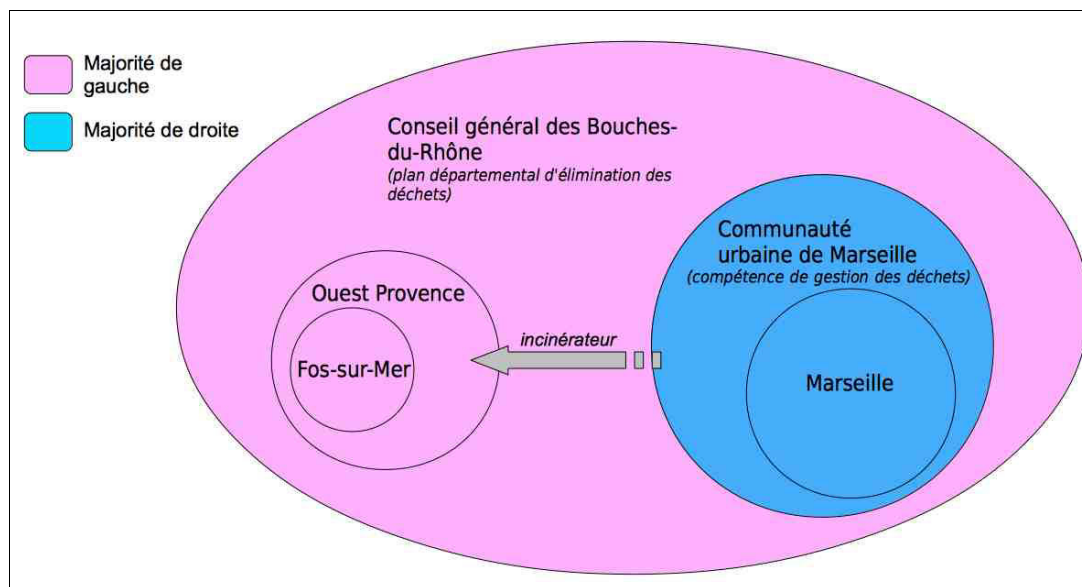 Majorité de
gauche
Majorité de droite
Conseil général des Bouches-
du-Rhône
(plan départemental d'élimination des
déchets)
Communauté
urbaine de Marseille
(compétence de gestion des déchets)
Ouest Provence
incinérateur
Fos-sur-Mer
Marseille